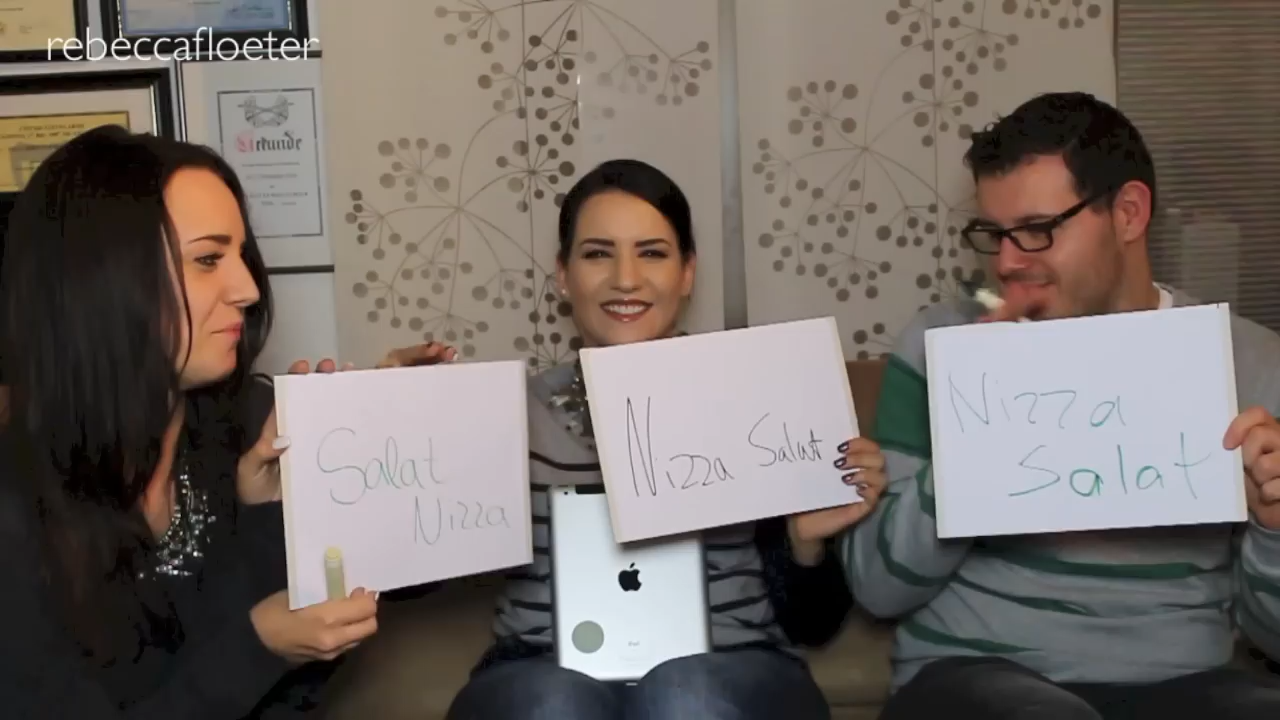 rebeccafloeter
Urkunde
Salat
Nizza
Nizza Salat
Nizza
Salat